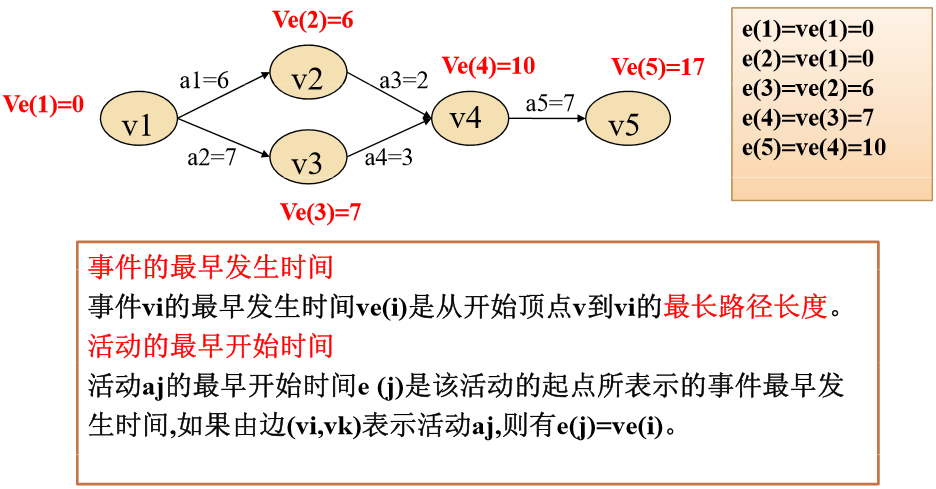 Ve(2)=6
Ve(4)=10
Ve(5)=17
Ve(1)=0
a1=6
v2
a3=2
v1
v4
a5=7
v5
a2=7
v3
a4=3
Ve(3)=7
e(1)=ve(1)=0
e(2)=ve(1)=0
e(3)=ve(2)=6
e(4)=ve(3)=7
e(5)=ve(4)=10
事件的最早发生时间
事件vi的最早发生时间ve(i)是从开始顶点v到vi的最长路径长度。
活动的最早开始时间
活动aj的最早开始时间e (j)是该活动的起点所表示的事件最早发
生时间,如果由边(vi,vk)表示活动aj,则有e(j)=ve(i)。